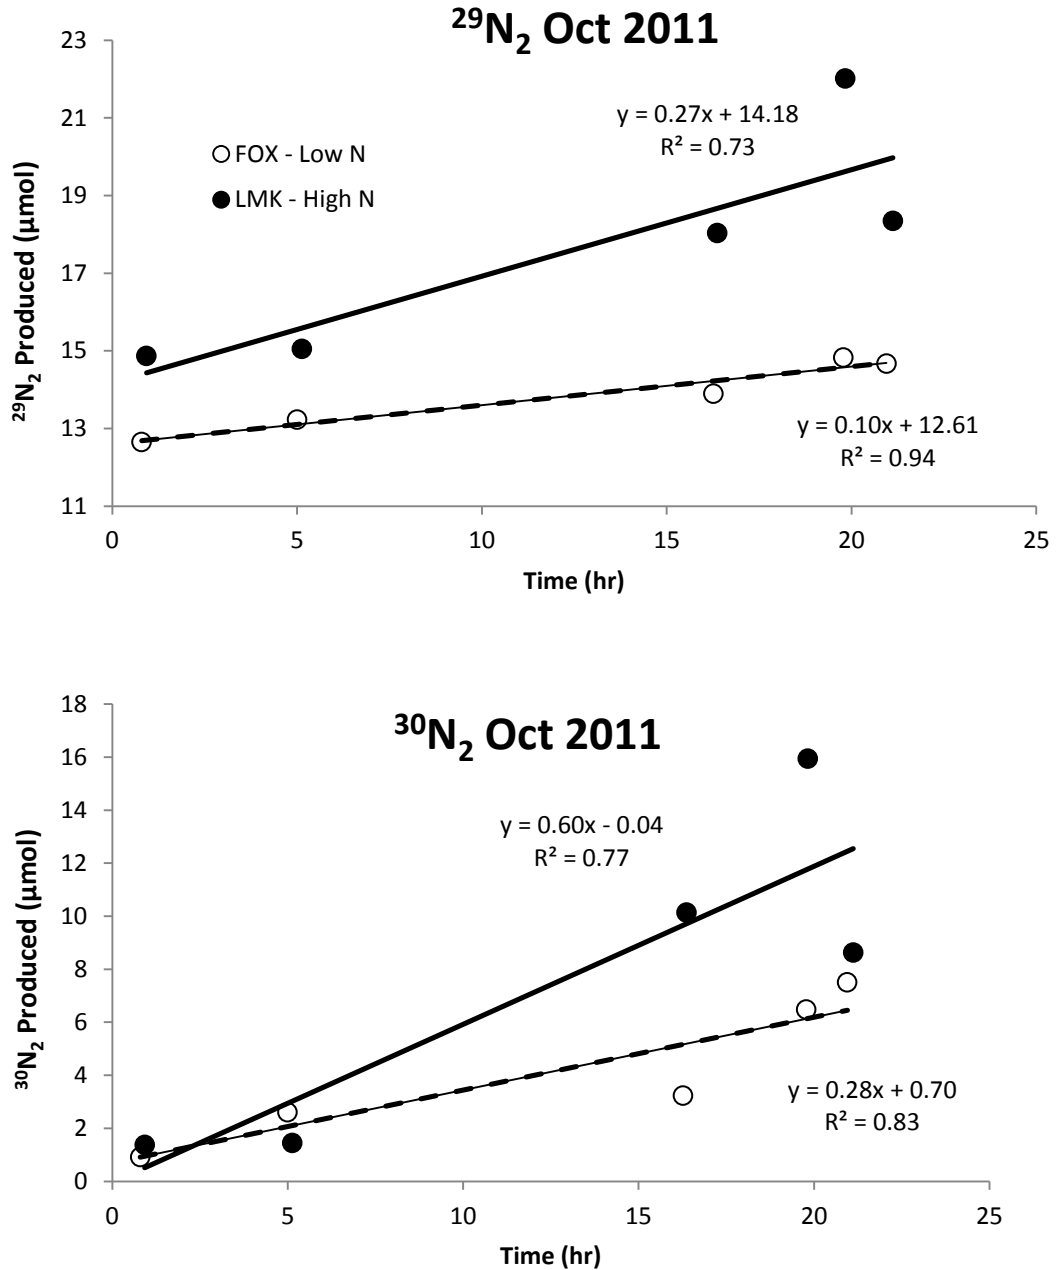 ²⁹N₂ Oct 2011
23
21
19
17
15
13
11
²⁹N₂ Produced (µmol)
FOX - Low N
LMK - High N
y = 0.27x + 14.18
R² = 0.73
y = 0.10x + 12.61
R² = 0.94
0 5 10 15 20 25
Time (hr)
³⁰N₂ Oct 2011
18
16
14
12
10
8
6
4
2
0
³⁰N₂ Produced (µmol)
y = 0.60x - 0.04
R² = 0.77
y = 0.28x + 0.70
R² = 0.83
0 5 10 15 20 25
Time (hr)